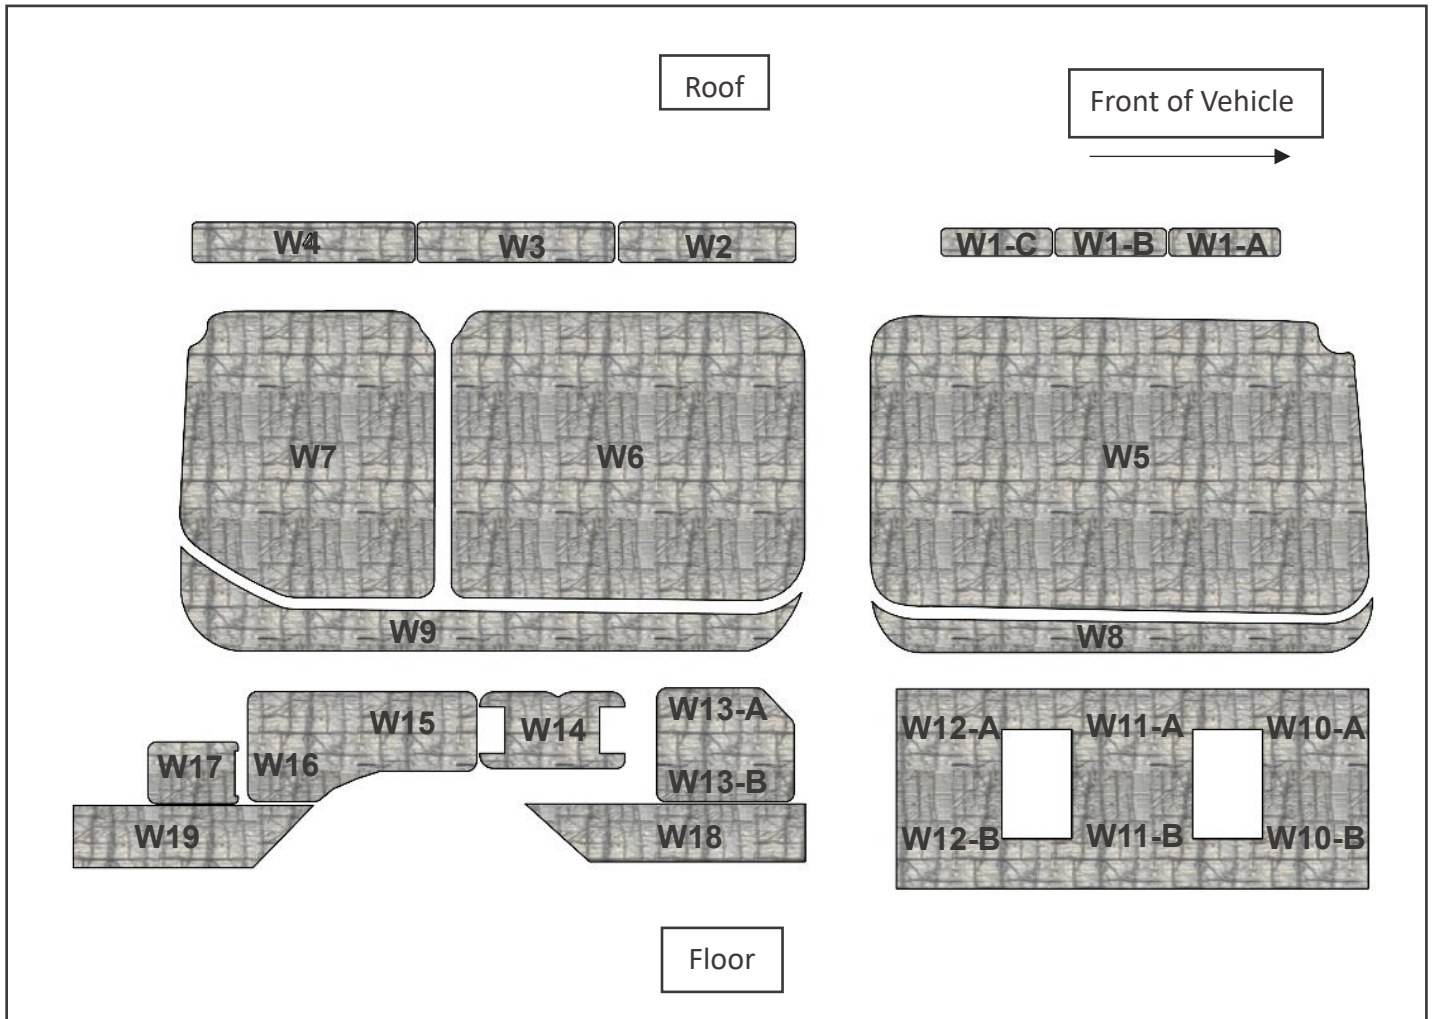 Roof
Front of Vehicle
W4 W3 W2 W1-C W1-B W1-A
W7 W6 W5
W9 W8
W17 W16 W15 W14 W13-A W12-A W11-A W10-A
W13-B
W19 W18 W12-B W11-B W10-B
Floor